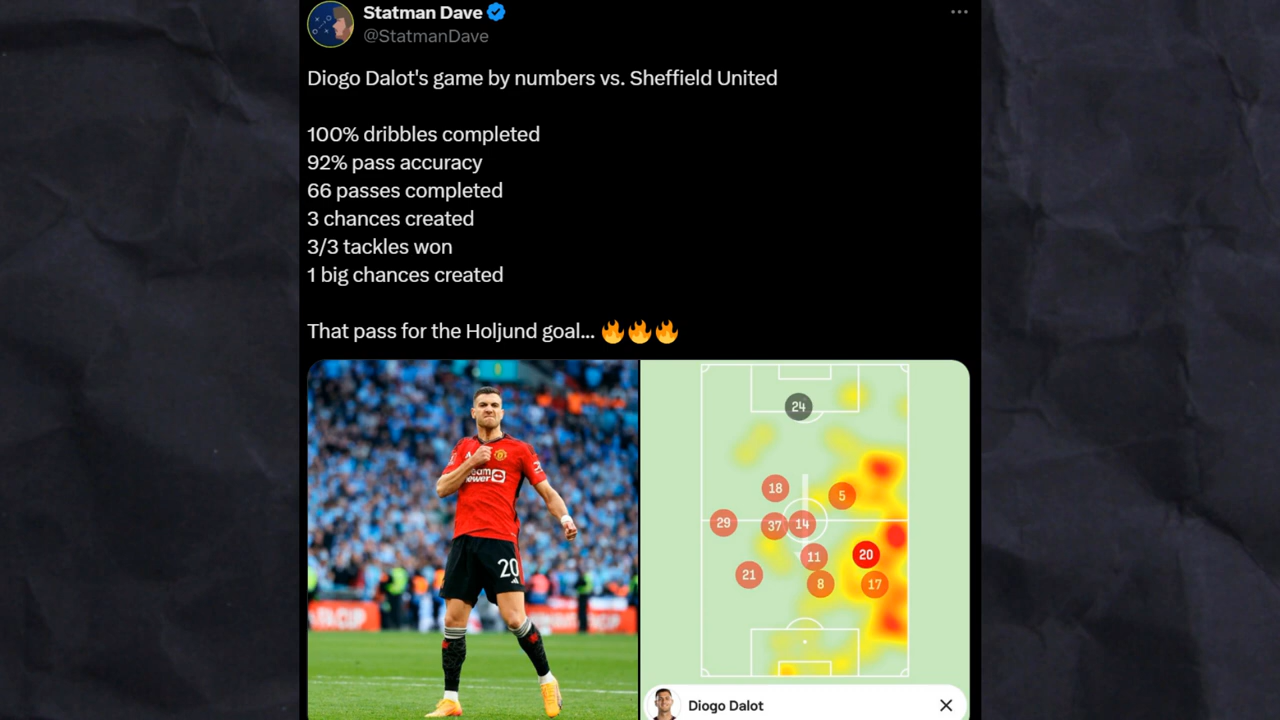 Statman Dave
@StatmanDave
Diogo Dalot's game by numbers vs. Sheffield United
100% dribbles completed
92% pass accuracy
66 passes completed
3 chances created
3/3 tackles won
1 big chances created
That pass for the Holjund goal... 🔥🔥🔥
20
24
18
5
29
37
14
11
20
21
8
17
Diogo Dalot